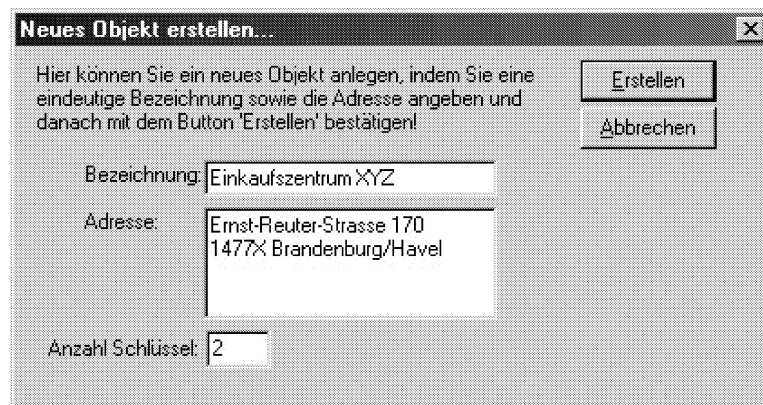 Neues Objekt erstellen...
Hier können Sie ein neues Objekt anlegen, indem Sie eine
eindeutige Bezeichnung sowie die Adresse angeben und
danach mit dem Button 'Erstellen' bestätigen!
Erstellen
Abbrechen
Bezeichnung: Einkaufszentrum XYZ
Adresse: Ernst-Reuter-Strasse 170
1477X Brandenburg/Havel
Anzahl Schlüssel: 2